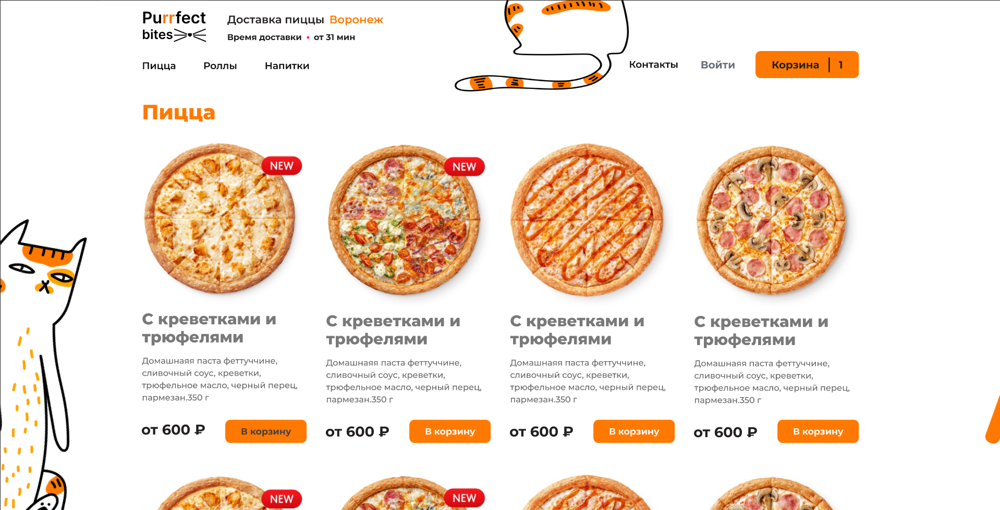 Purrfect
bites
Доставка пиццы Воронеж
Время доставки • от 31 мин
Пицца Роллы Напитки
Контакты Войти Корзина | 1
Пицца
NEW
NEW
С креветками и
трюфелями
Домашнаяя паста феттуччине,
сливочный соус, креветки,
трюфельное масло, черный перец,
пармезан.350 г
от 600 ₽ В корзину
С креветками и
трюфелями
Домашнаяя паста феттуччине,
сливочный соус, креветки,
трюфельное масло, черный перец,
пармезан.350 г
от 600 ₽ В корзину
С креветками и
трюфелями
Домашнаяя паста феттуччине,
сливочный соус, креветки,
трюфельное масло, черный перец,
пармезан.350 г
от 600 ₽ В корзину
С креветками и
трюфелями
Домашнаяя паста феттуччине,
сливочный соус, креветки,
трюфельное масло, черный перец,
пармезан.350 г
от 600 ₽ В корзину
NEW
NEW